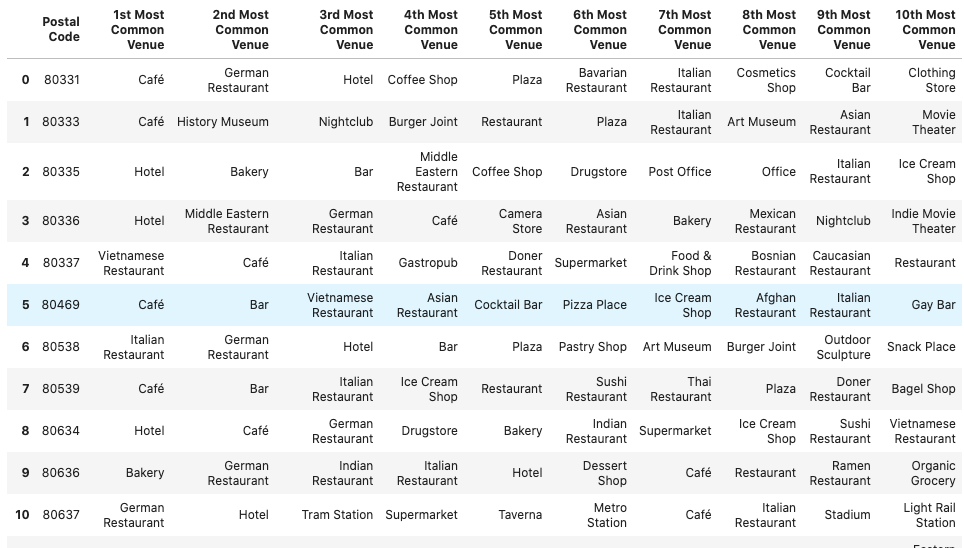 Postal Code 1st Most Common Venue 2nd Most Common Venue 3rd Most Common Venue 4th Most Common Venue 5th Most Common Venue 6th Most Common Venue 7th Most Common Venue 8th Most Common Venue 9th Most Common Venue 10th Most Common Venue
0 80331 Café German Restaurant Hotel Coffee Shop Plaza Bavarian Restaurant Italian Restaurant Cosmetics Shop Cocktail Bar Clothing Store
1 80333 Café History Museum Nightclub Burger Joint Restaurant Plaza Italian Restaurant Art Museum Asian Restaurant Movie Theater
2 80335 Hotel Bakery Bar Middle Eastern Restaurant Coffee Shop Drugstore Post Office Office Italian Restaurant Ice Cream Shop
3 80336 Hotel Middle Eastern Restaurant German Restaurant Café Camera Store Asian Restaurant Bakery Mexican Restaurant Nightclub Indie Movie Theater
4 80337 Vietnamese Restaurant Café Italian Restaurant Gastropub Doner Restaurant Supermarket Food & Drink Shop Bosnian Restaurant Caucasian Restaurant Restaurant
5 80469 Café Bar Vietnamese Restaurant Asian Restaurant Cocktail Bar Pizza Place Ice Cream Shop Afghan Restaurant Italian Restaurant Gay Bar
6 80538 Italian Restaurant German Restaurant Hotel Bar Plaza Pastry Shop Art Museum Burger Joint Outdoor Sculpture Snack Place
7 80539 Café Bar Italian Restaurant Ice Cream Shop Restaurant Sushi Restaurant Thai Restaurant Plaza Doner Restaurant Bagel Shop
8 80634 Hotel Café German Restaurant Drugstore Bakery Indian Restaurant Supermarket Ice Cream Shop Sushi Restaurant Vietnamese Restaurant
9 80636 Bakery German Restaurant Indian Restaurant Italian Restaurant Hotel Dessert Shop Café Restaurant Ramen Restaurant Organic Grocery
10 80637 German Restaurant Hotel Tram Station Supermarket Taverna Metro Station Café Italian Restaurant Stadium Light Rail Station